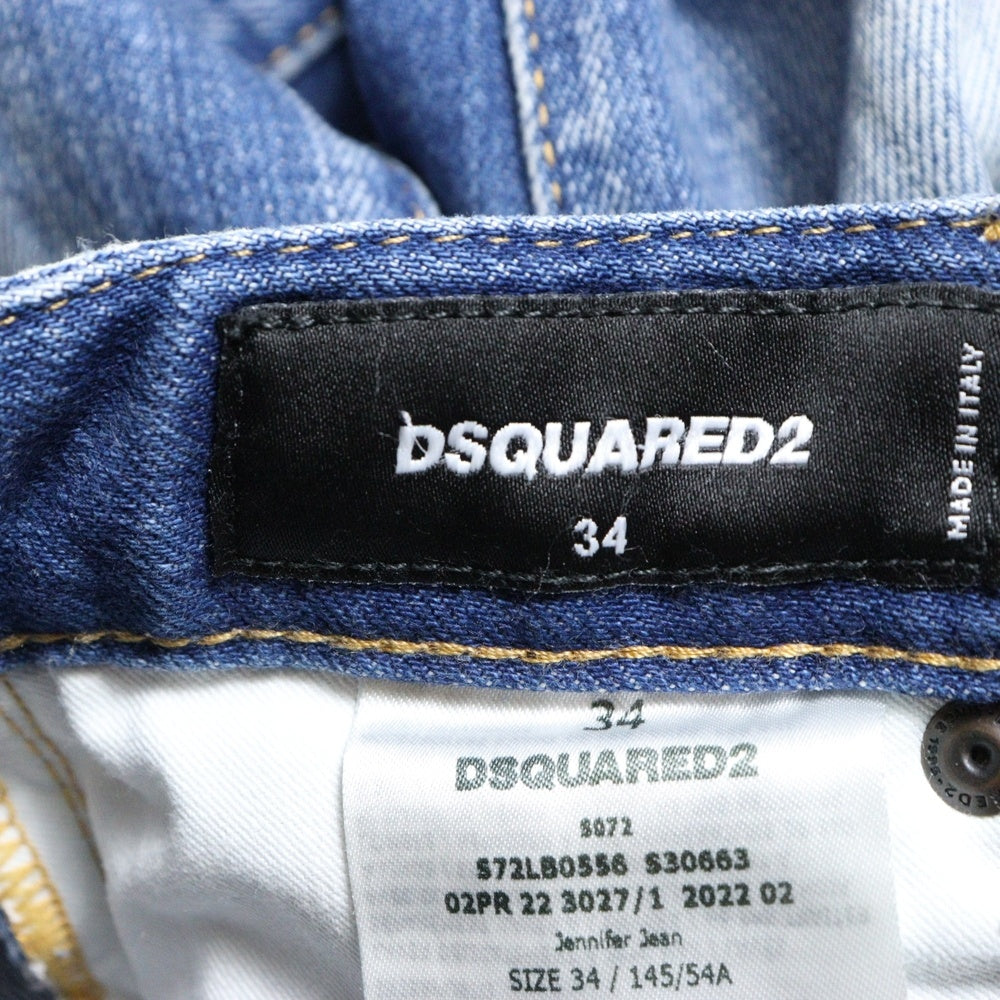 DSQUARED2
34
MADE IN ITALY
34
DSQUARED2
S072
S72LB0556 S30663
02PR 22 3027/1 2022 02
Jennifer Jean
SIZE 34 / 145/54A